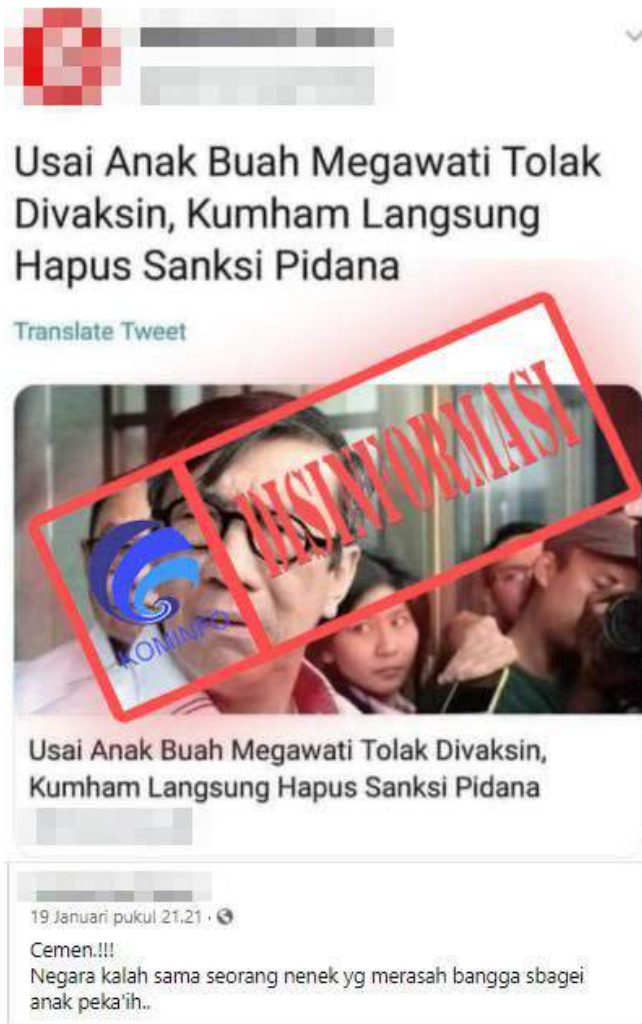 Usai Anak Buah Megawati Tolak
Divaksin, Kumham Langsung
Hapus Sanksi Pidana
Translate Tweet
DISINFORMASI
KOMINFO
Usai Anak Buah Megawati Tolak Divaksin,
Kumham Langsung Hapus Sanksi Pidana
19 Januari pukul 21.21 ·
Cemen.!!!
Negara kalah sama seorang nenek yg merasah bangga sbagei
anak peka'ih..